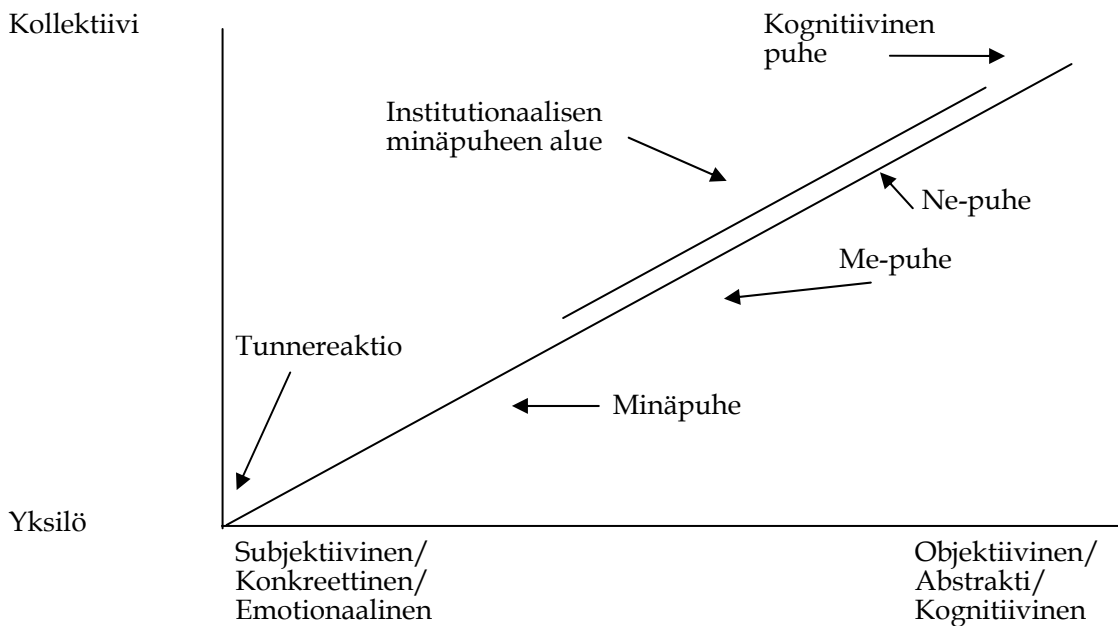 Kollektiivi
Kognitiivinen
puhe
Institutionaalisen
minäpuheen alue
Ne-puhe
Me-puhe
Tunnereaktio
Minäpuhe
Yksilö
Subjektiivinen/
Konkreettinen/
Emotionaalinen
Objektiivinen/
Abstrakti/
Kognitiivinen